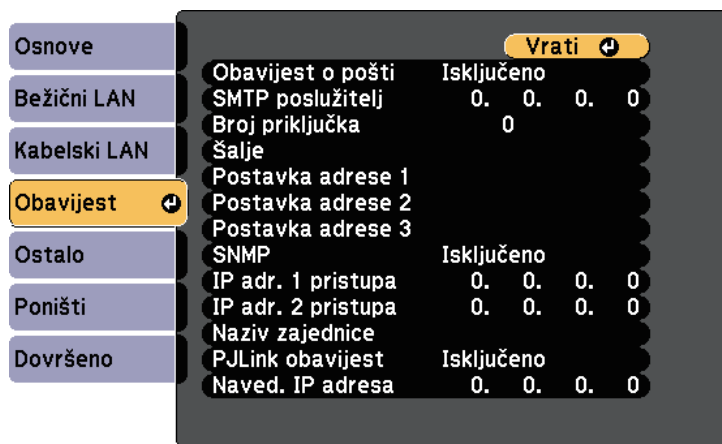 Osnove
Bežični LAN
Kabelski LAN
Obavijest
Ostalo
Poništi
Dovršeno
Vrati
Obavijest o pošti Isključeno
SMTP poslužitelj 0. 0. 0. 0
Broj priključka 0
Šalje
Postavka adrese 1
Postavka adrese 2
Postavka adrese 3
SNMP Isključeno
IP adr. 1 pristupa 0. 0. 0. 0
IP adr. 2 pristupa 0. 0. 0. 0
Naziv zajednice
PJLink obavijest Isključeno
Naved. IP adresa 0. 0. 0. 0